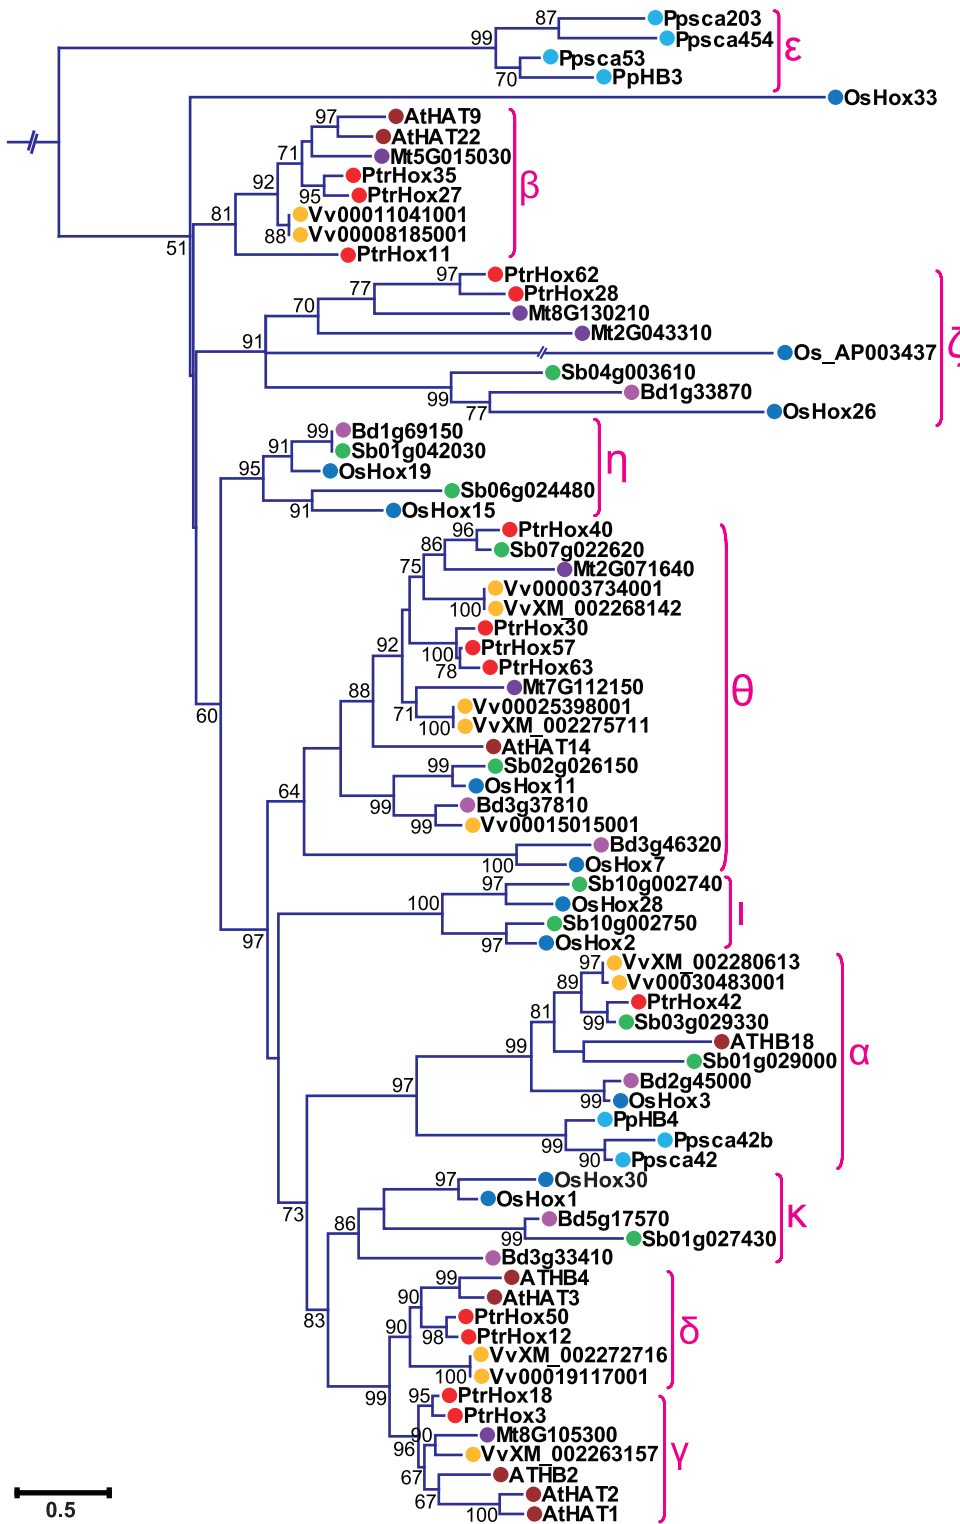 87
Ppsca203
Ppsca454
99
Ppsca53
70
PpHB3
ε
OsHox33
97
AtHAT9
AtHAT22
71
Mt5G015030
92
PtrHox35
95
PtrHox27
β
81
Vv00011041001
88
Vv00008185001
51
PtrHox11
97
PtrHox62
77
PtrHox28
70
Mt8G130210
Mt2G043310
91
Os_AP003437
ζ
Sb04g003610
99
Bd1g33870
77
OsHox26
99
Bd1g69150
91
Sb01g042030
95
OsHox19
η
Sb06g024480
91
OsHox15
96
PtrHox40
86
Sb07g022620
75
Mt2G071640
Vv00003734001
100
VvXM_002268142
92
PtrHox30
100
PtrHox57
78
PtrHox63
88
Mt7G112150
θ
71
Vv00025398001
100
VvXM_002275711
60
AtHAT14
99
Sb02g026150
64
OsHox11
99
Bd3g37810
99
Vv00015015001
Bd3g46320
100
OsHox7
97
Sb10g002740
100
OsHox28
ι
Sb10g002750
97
97
OsHox2
97
VvXM_002280613
89
Vv00030483001
81
PtrHox42
99
Sb03g029330
99
ATHB18
Sb01g029000
α
97
Bd2g45000
99
OsHox3
PpHB4
99
Ppsca42b
90
Ppsca42
97
OsHox30
73
OsHox1
κ
86
Bd5g17570
99
Sb01g027430
Bd3g33410
99
ATHB4
90
AtHAT3
83
90
PtrHox50
98
PtrHox12
δ
VvXM_002272716
100
Vv00019117001
99
95
PtrHox18
PtrHox3
90
Mt8G105300
96
VvXM_002263157
γ
67
ATHB2
67
AtHAT2
100
AtHAT1
0.5